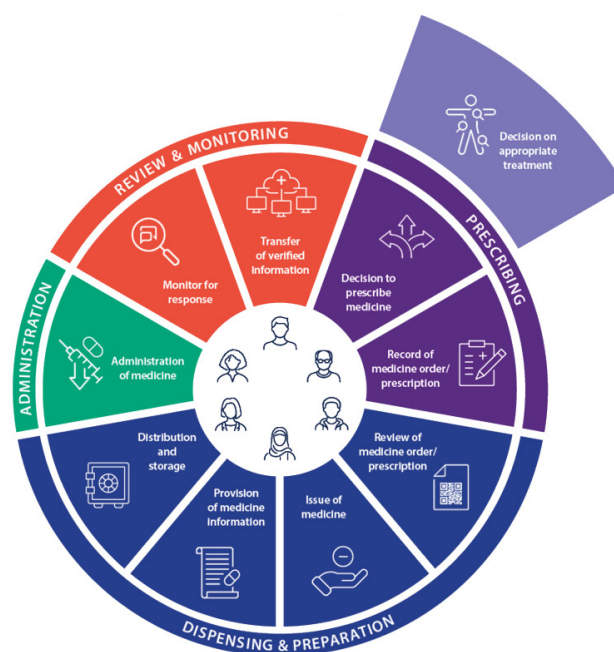 Decision on
appropriate
treatment
PRESCRIBING
Decision to
prescribe
medicine
Record of
medicine order/
prescription
DISPENSING & PREPARATION
Review of
medicine order/
prescription
Issue of
medicine
Provision
of medicine
information
Distribution
and
storage
ADMINISTRATION
Administration
of medicine
REVIEW & MONITORING
Monitor for
response
Transfer
of verified
information